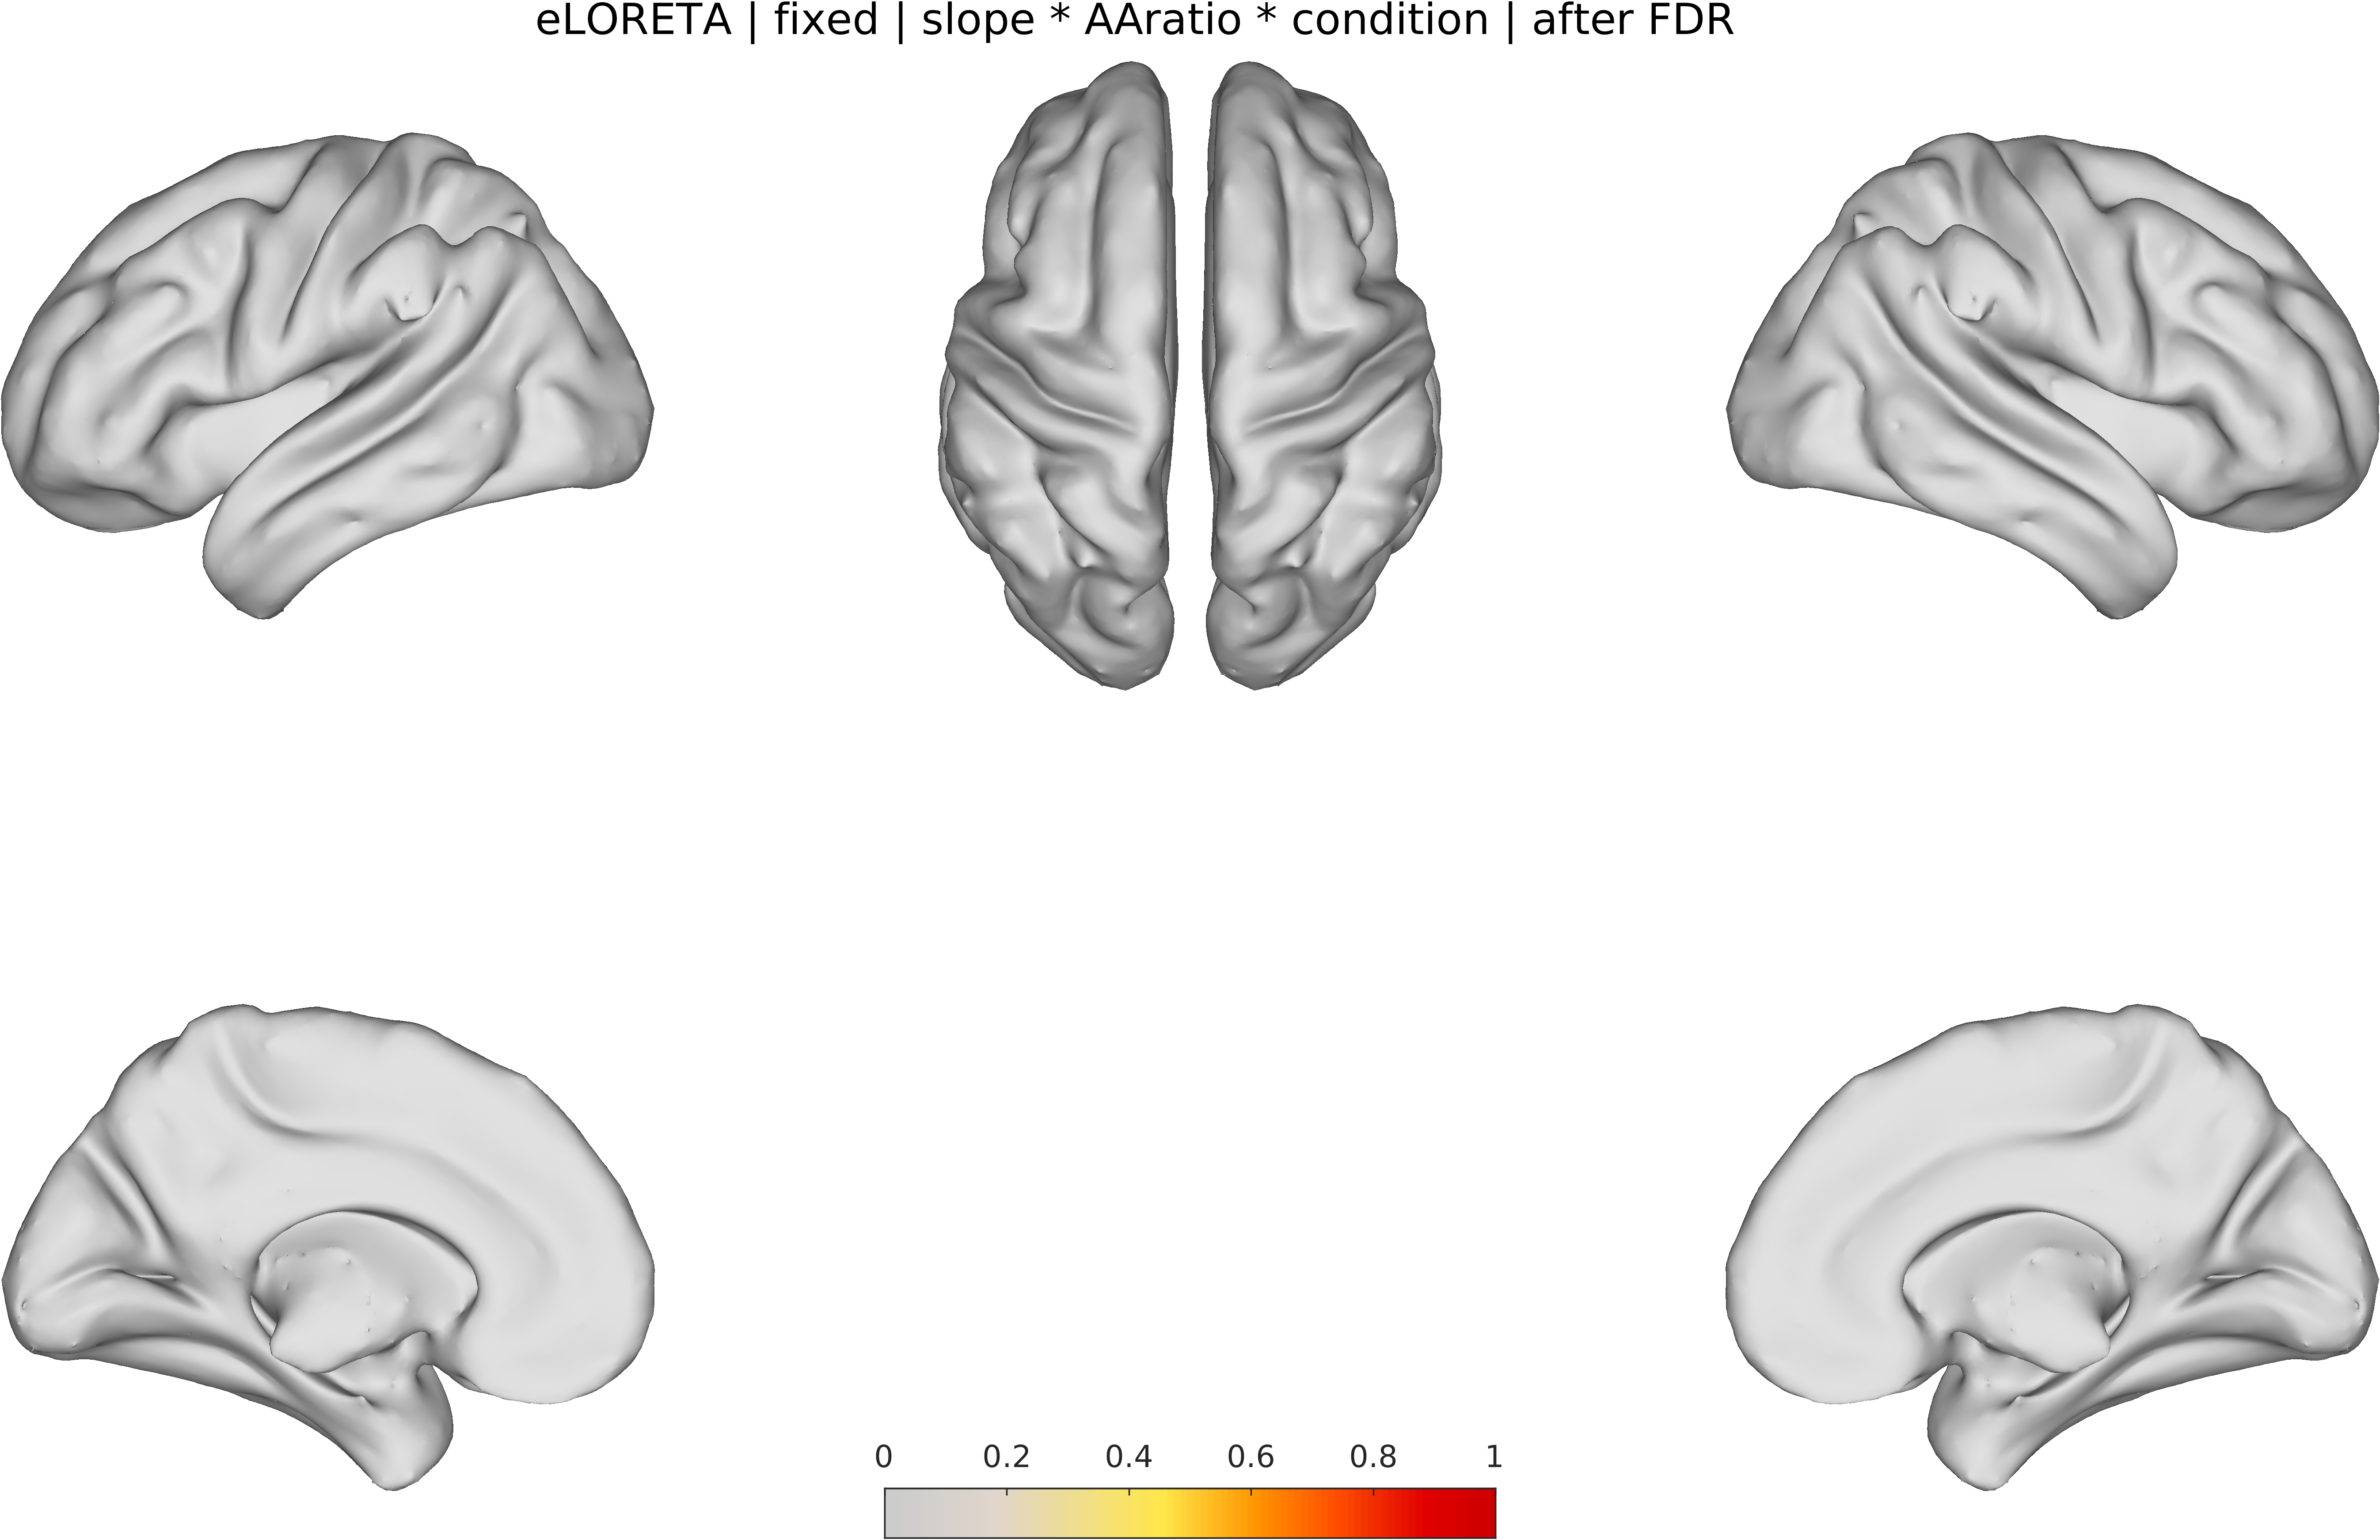 eLORETA | fixed | slope * AAratio * condition | after FDR
0 0.2 0.4 0.6 0.8 1